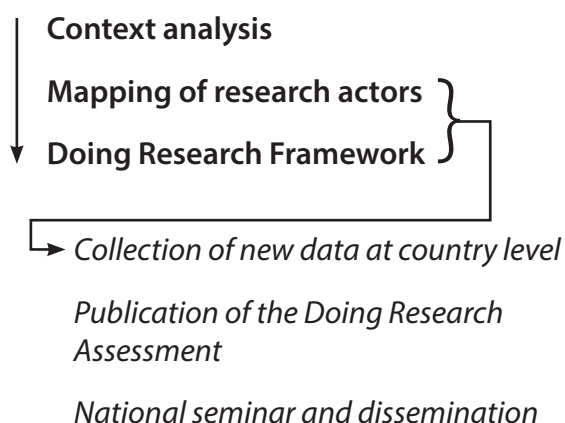 Context analysis
Mapping of research actors
Doing Research Framework
Collection of new data at country level
Publication of the Doing Research
Assessment
National seminar and dissemination